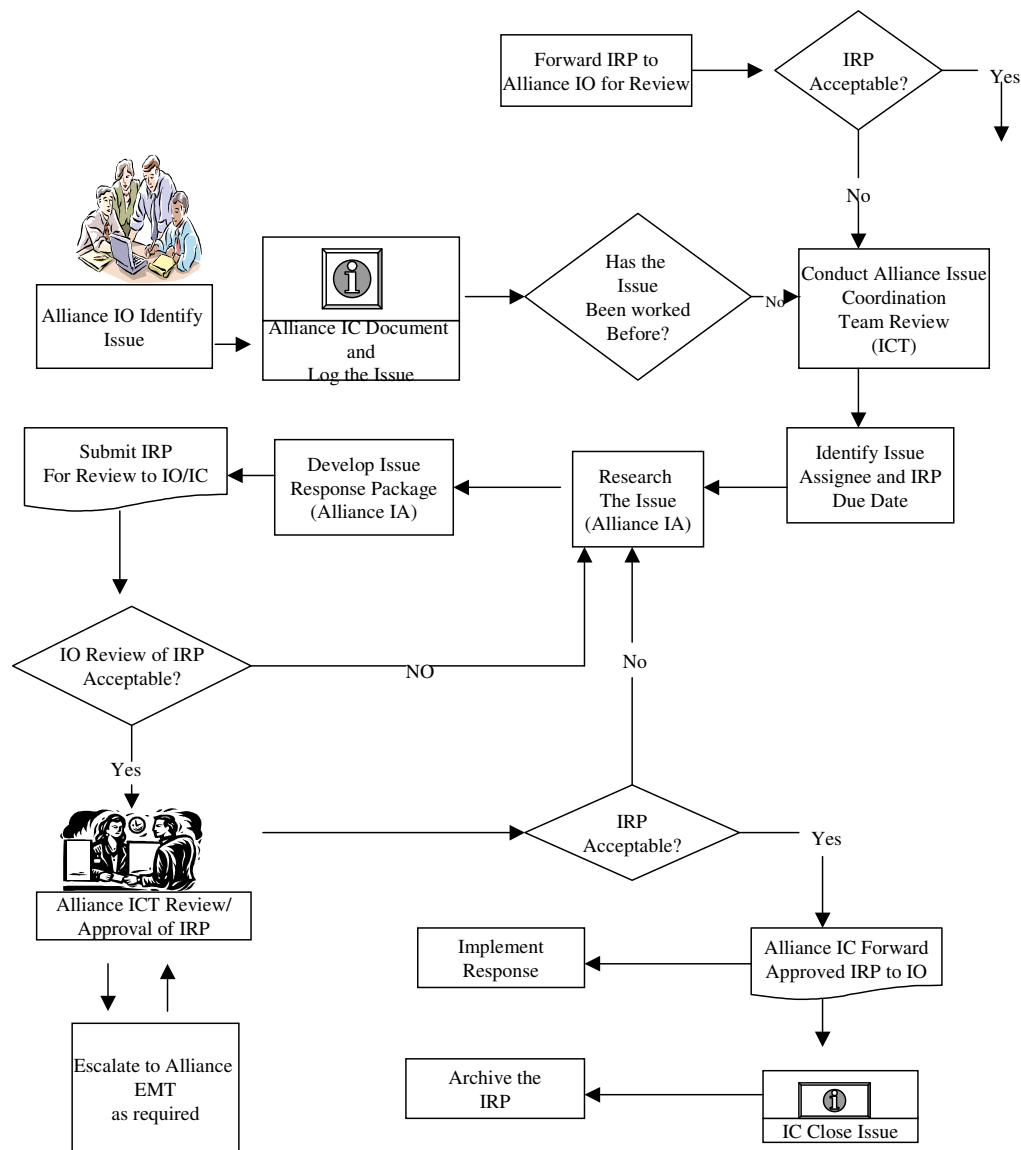 Forward IRP to
Alliance IO for Review
IRP
Acceptable?
Yes
No
Alliance IO Identify
Issue
Alliance IC Document
and
Log the Issue
Has the
Issue
Been worked
Before?
No
Conduct Alliance Issue
Coordination
Team Review
(ICT)
Submit IRP
For Review to IO/IC
Develop Issue
Response Package
(Alliance IA)
Research
The Issue
(Alliance IA)
Identify Issue
Assignee and IRP
Due Date
IO Review of IRP
Acceptable?
NO
No
Yes
IRP
Acceptable?
Yes
Alliance ICT Review/
Approval of IRP
Implement
Response
Alliance IC Forward
Approved IRP to IO
Escalate to Alliance
EMT
as required
Archive the
IRP
IC Close Issue